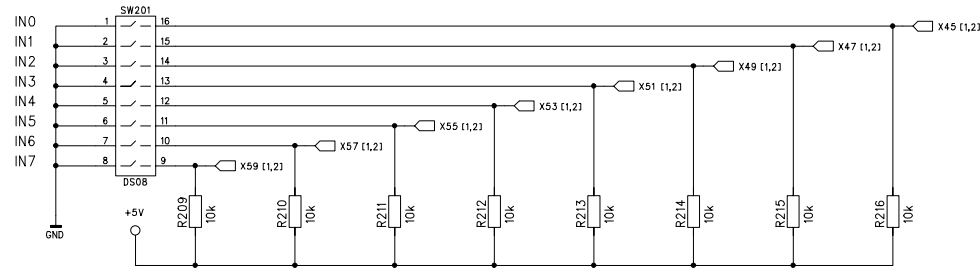 SW201
IN0 1 16 X45 [1,2]
IN1 2 15 X47 [1,2]
IN2 3 14 X49 [1,2]
IN3 4 13 X51 [1,2]
IN4 5 12 X53 [1,2]
IN5 6 11 X55 [1,2]
IN6 7 10 X57 [1,2]
IN7 8 9 X59 [1,2]
DS08
+5V
GND
R209 10k
R210 10k
R211 10k
R212 10k
R213 10k
R214 10k
R215 10k
R216 10k